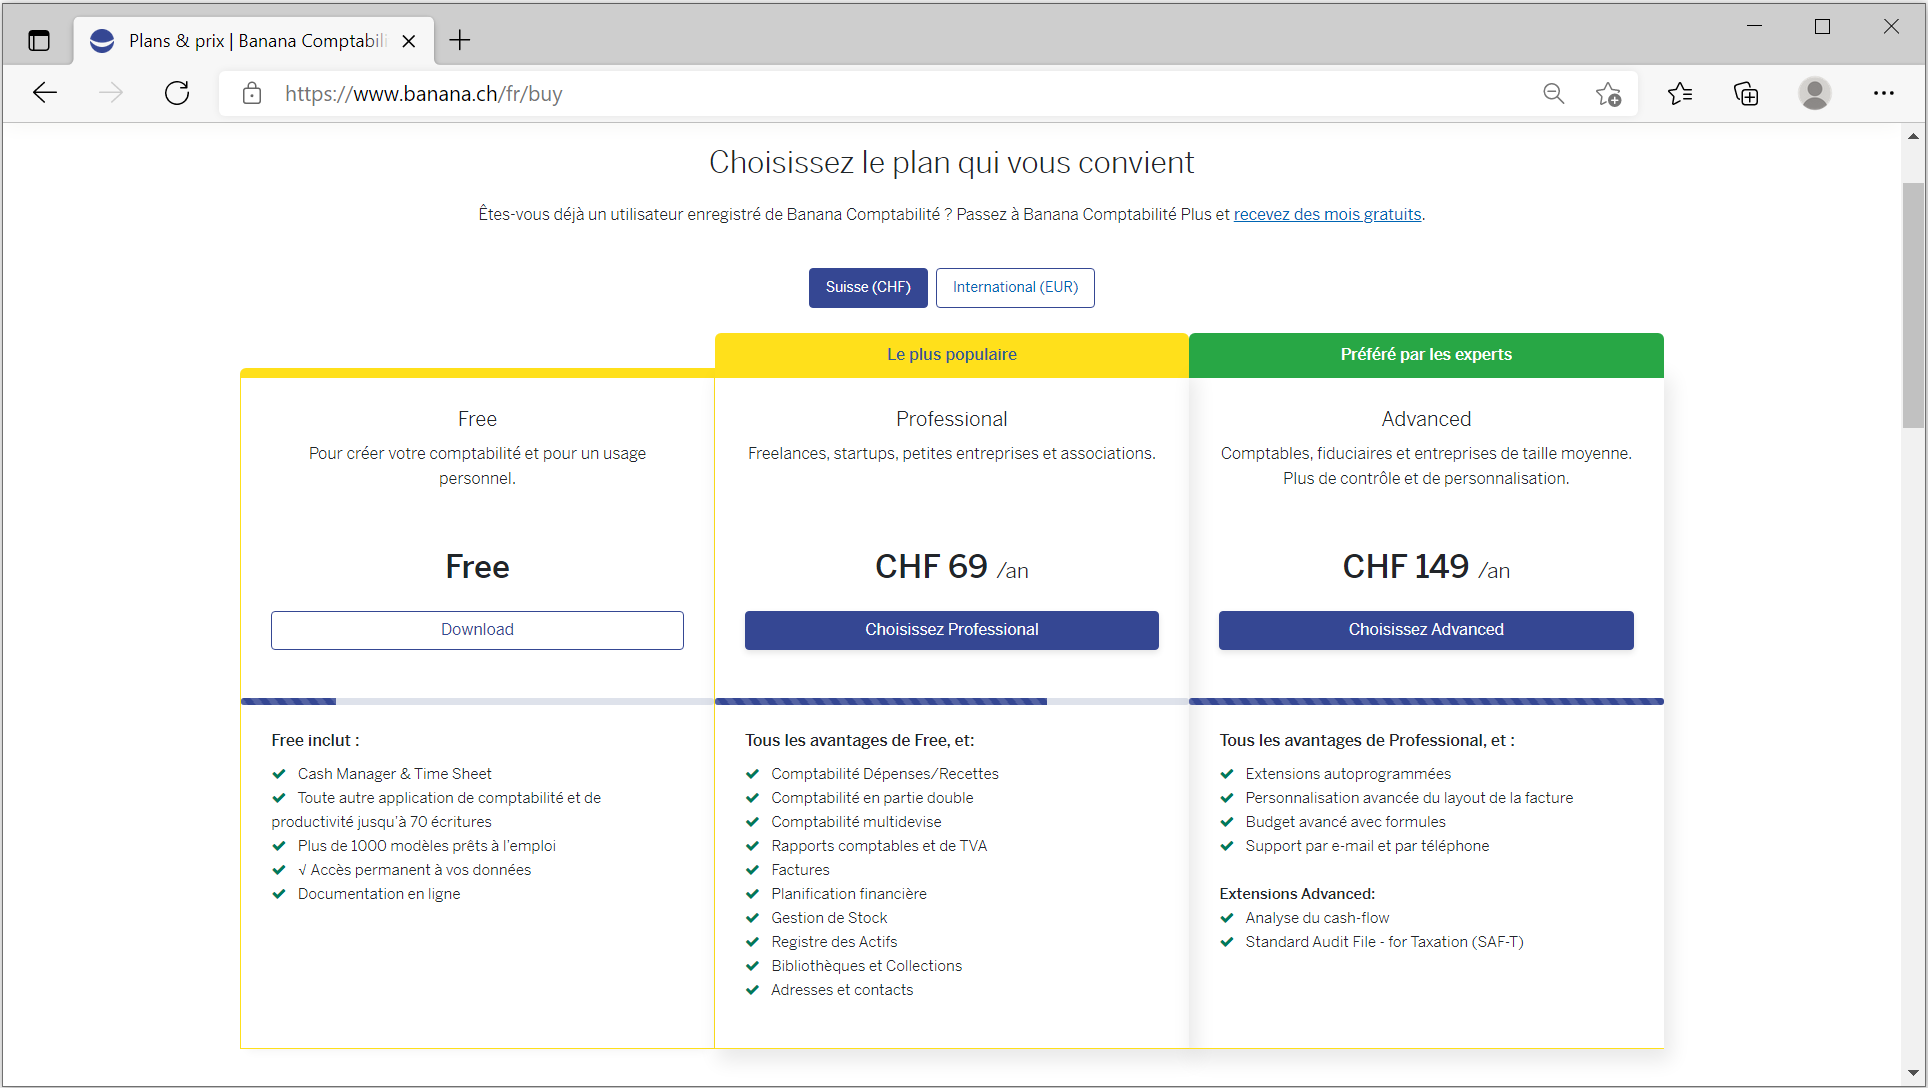 Plans & prix | Banana Comptabili
https://www.banana.ch/fr/buy
Choisissez le plan qui vous convient
Êtes-vous déjà un utilisateur enregistré de Banana Comptabilité ? Passez à Banana Comptabilité Plus et recevez des mois gratuits.
Suisse (CHF)
International (EUR)
Le plus populaire
Préféré par les experts
Free
Pour créer votre comptabilité et pour un usage
personnel.
Free
Download
Free inclut :
Cash Manager & Time Sheet
Toute autre application de comptabilité et de
productivité jusqu'à 70 écritures
Plus de 1000 modèles prêts à l'emploi
√ Accès permanent à vos données
Documentation en ligne
Professional
Freelances, startups, petites entreprises et associations.
CHF 69 /an
Choisissez Professional
Tous les avantages de Free, et:
Comptabilité Dépenses/Recettes
Comptabilité en partie double
Comptabilité multidevise
Rapports comptables et de TVA
Factures
Planification financière
Gestion de Stock
Registre des Actifs
Bibliothèques et Collections
Adresses et contacts
Advanced
Comptables, fiduciaires et entreprises de taille moyenne.
Plus de contrôle et de personnalisation.
CHF 149 /an
Choisissez Advanced
Tous les avantages de Professional, et :
Extensions autoprogrammées
Personnalisation avancée du layout de la facture
Budget avancé avec formules
Support par e-mail et par téléphone
Extensions Advanced:
Analyse du cash-flow
Standard Audit File - for Taxation (SAF-T)